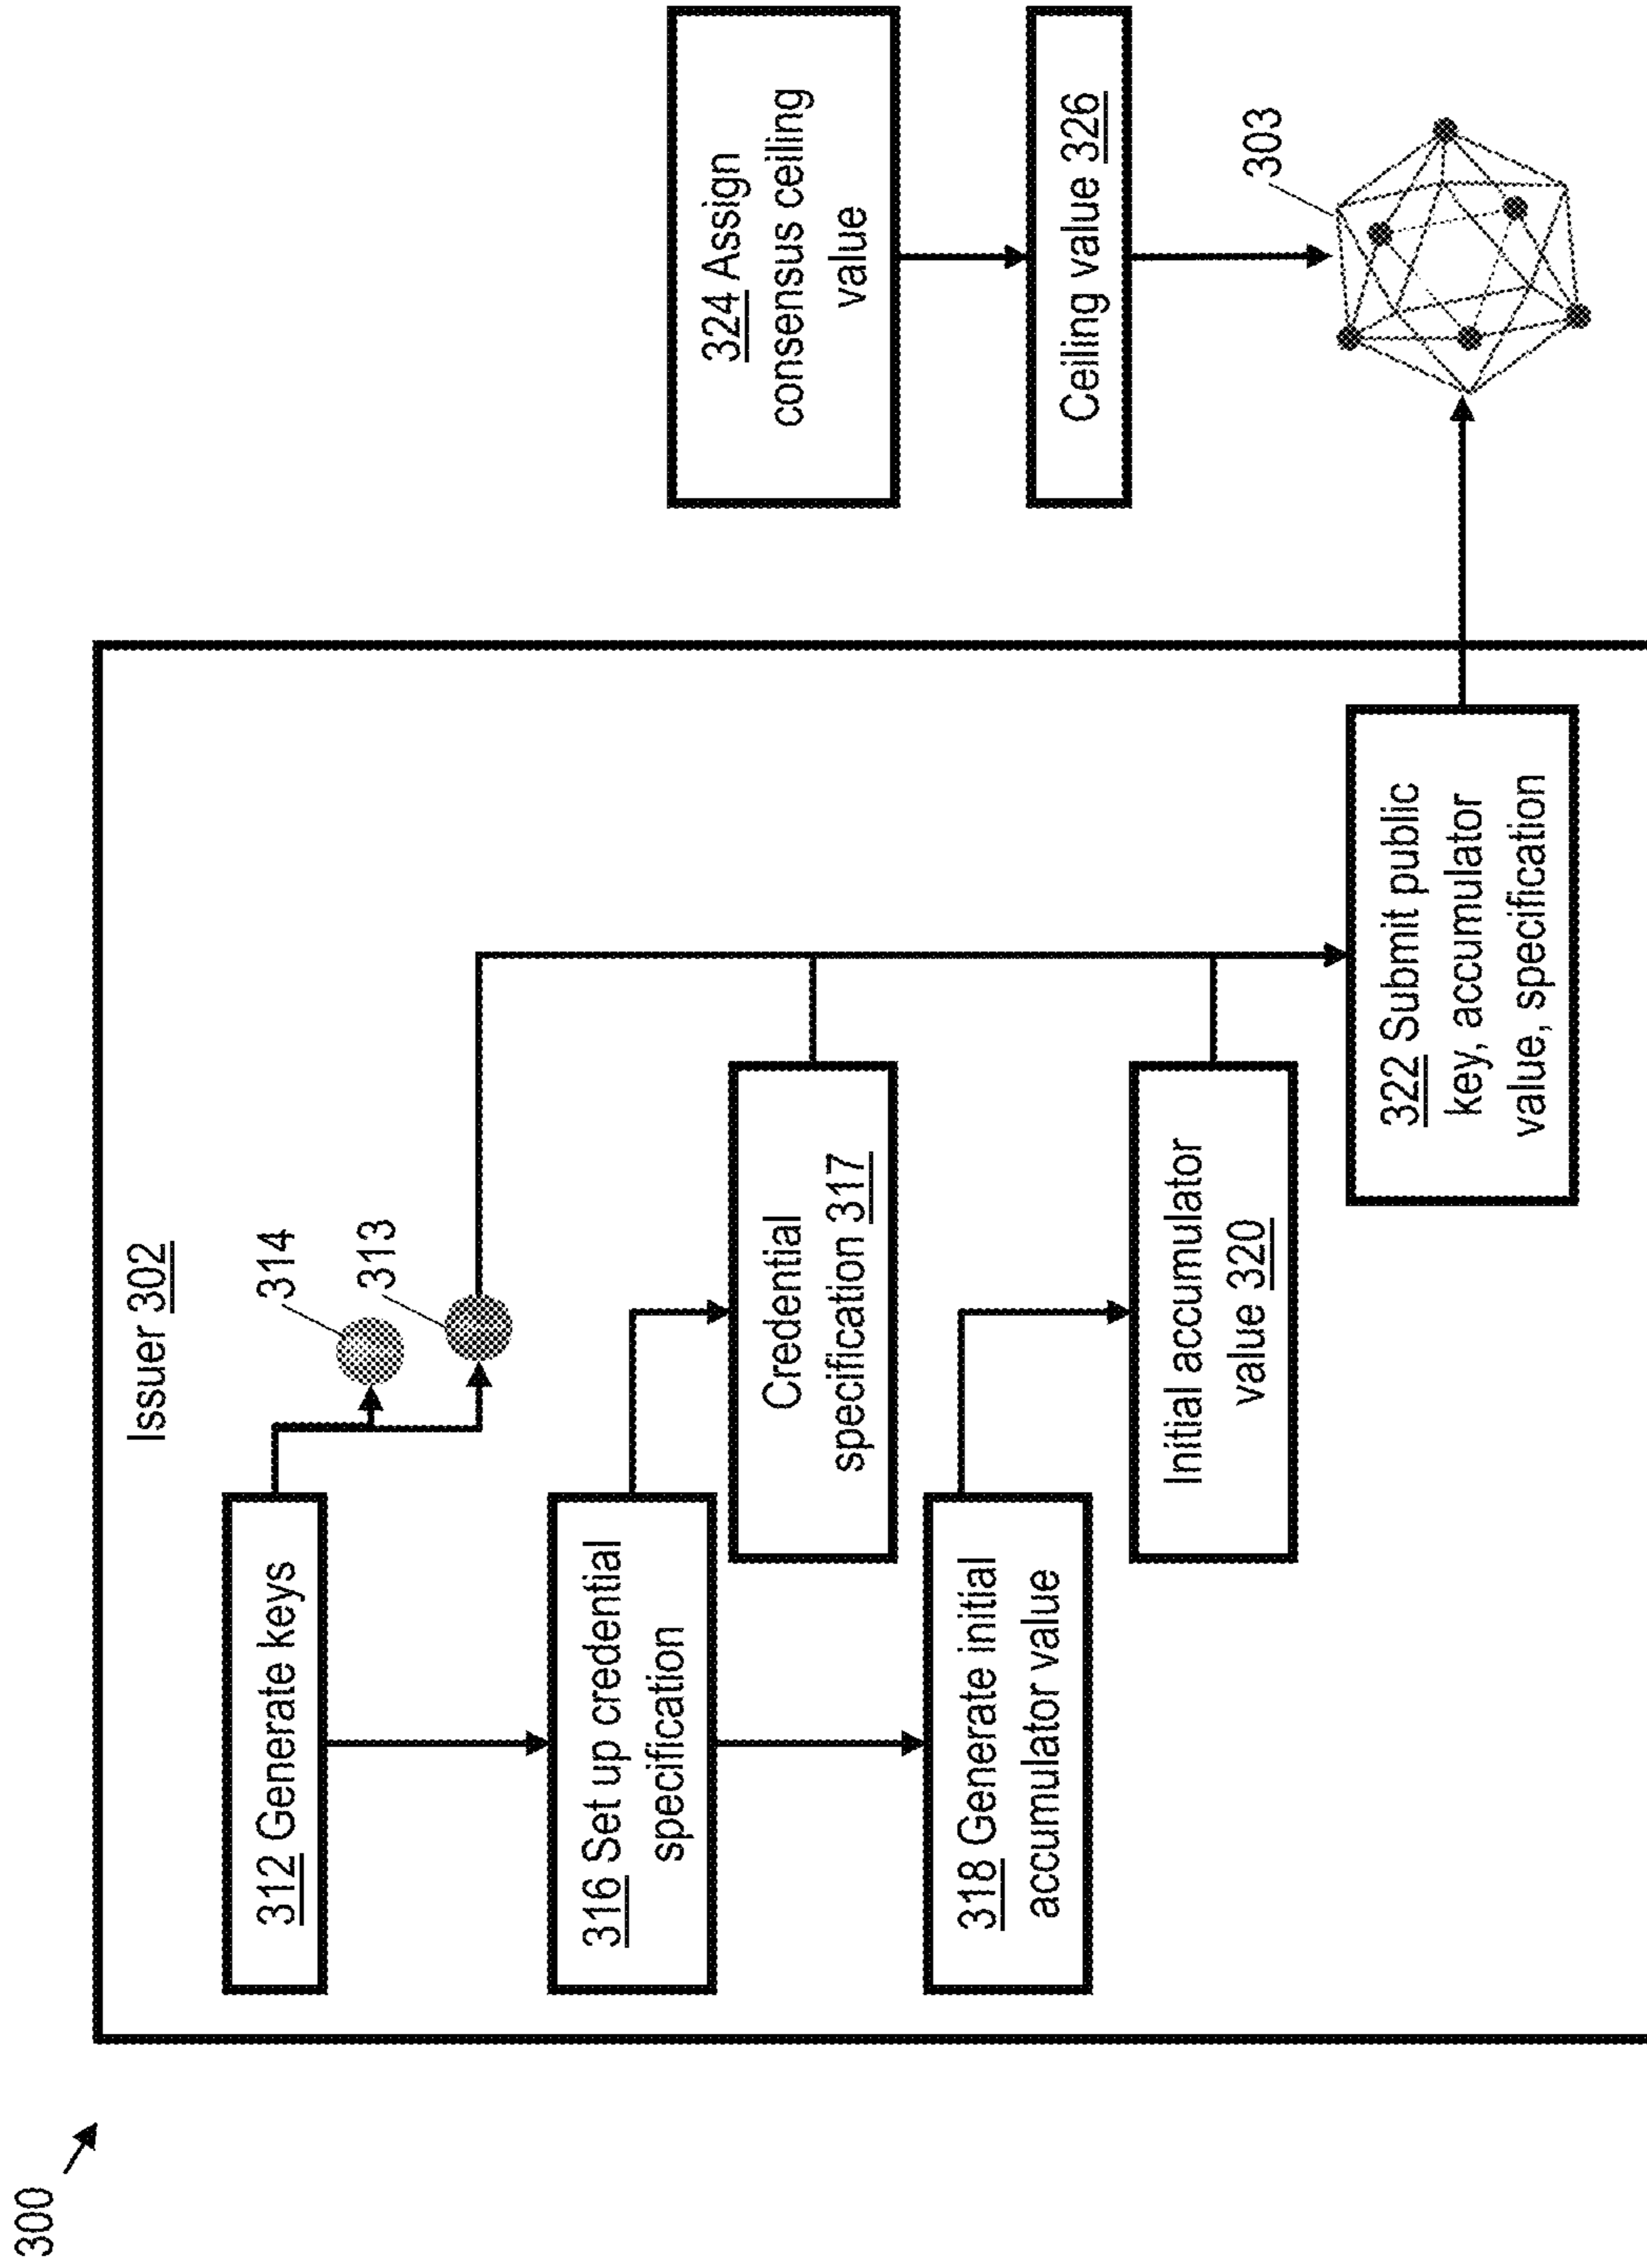 300
Issuer 302
312 Generate keys
314
313
316 Set up credential
specification
Credential
specification 317
318 Generate initial
accumulator value
Initial accumulator
value 320
322 Submit public
key, accumulator
value, specification
324 Assign
consensus ceiling
value
Ceiling value 326
303